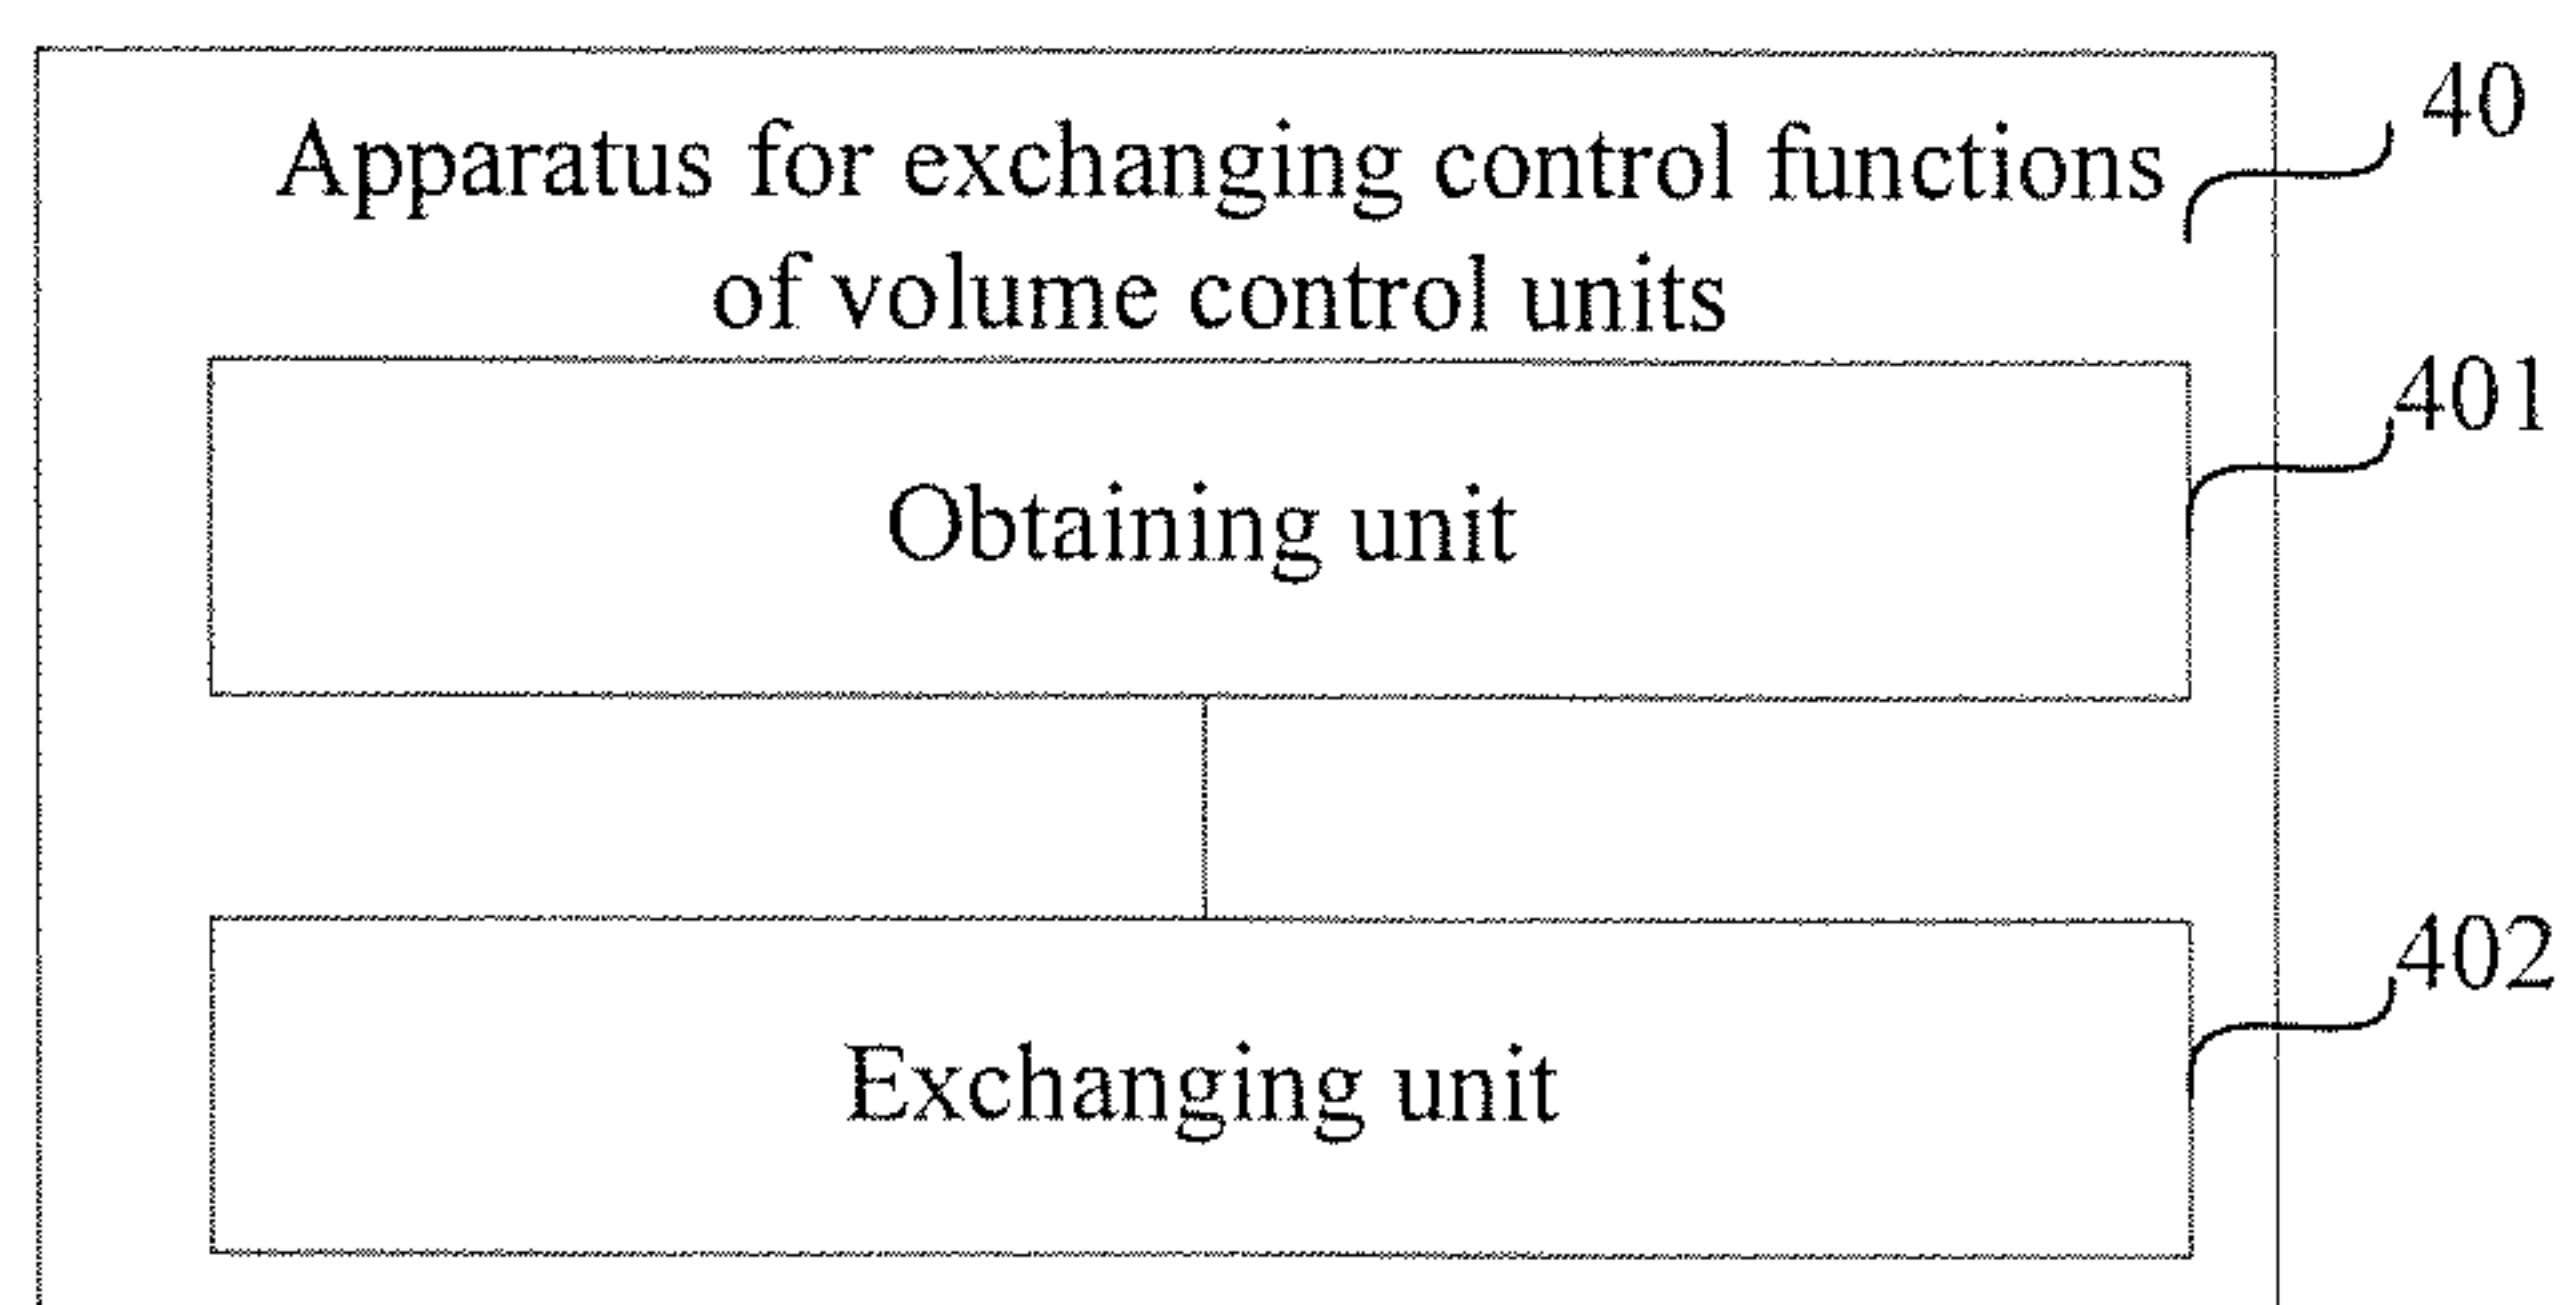 Apparatus for exchanging control functions
of volume control units
40
Obtaining unit
401
Exchanging unit
402